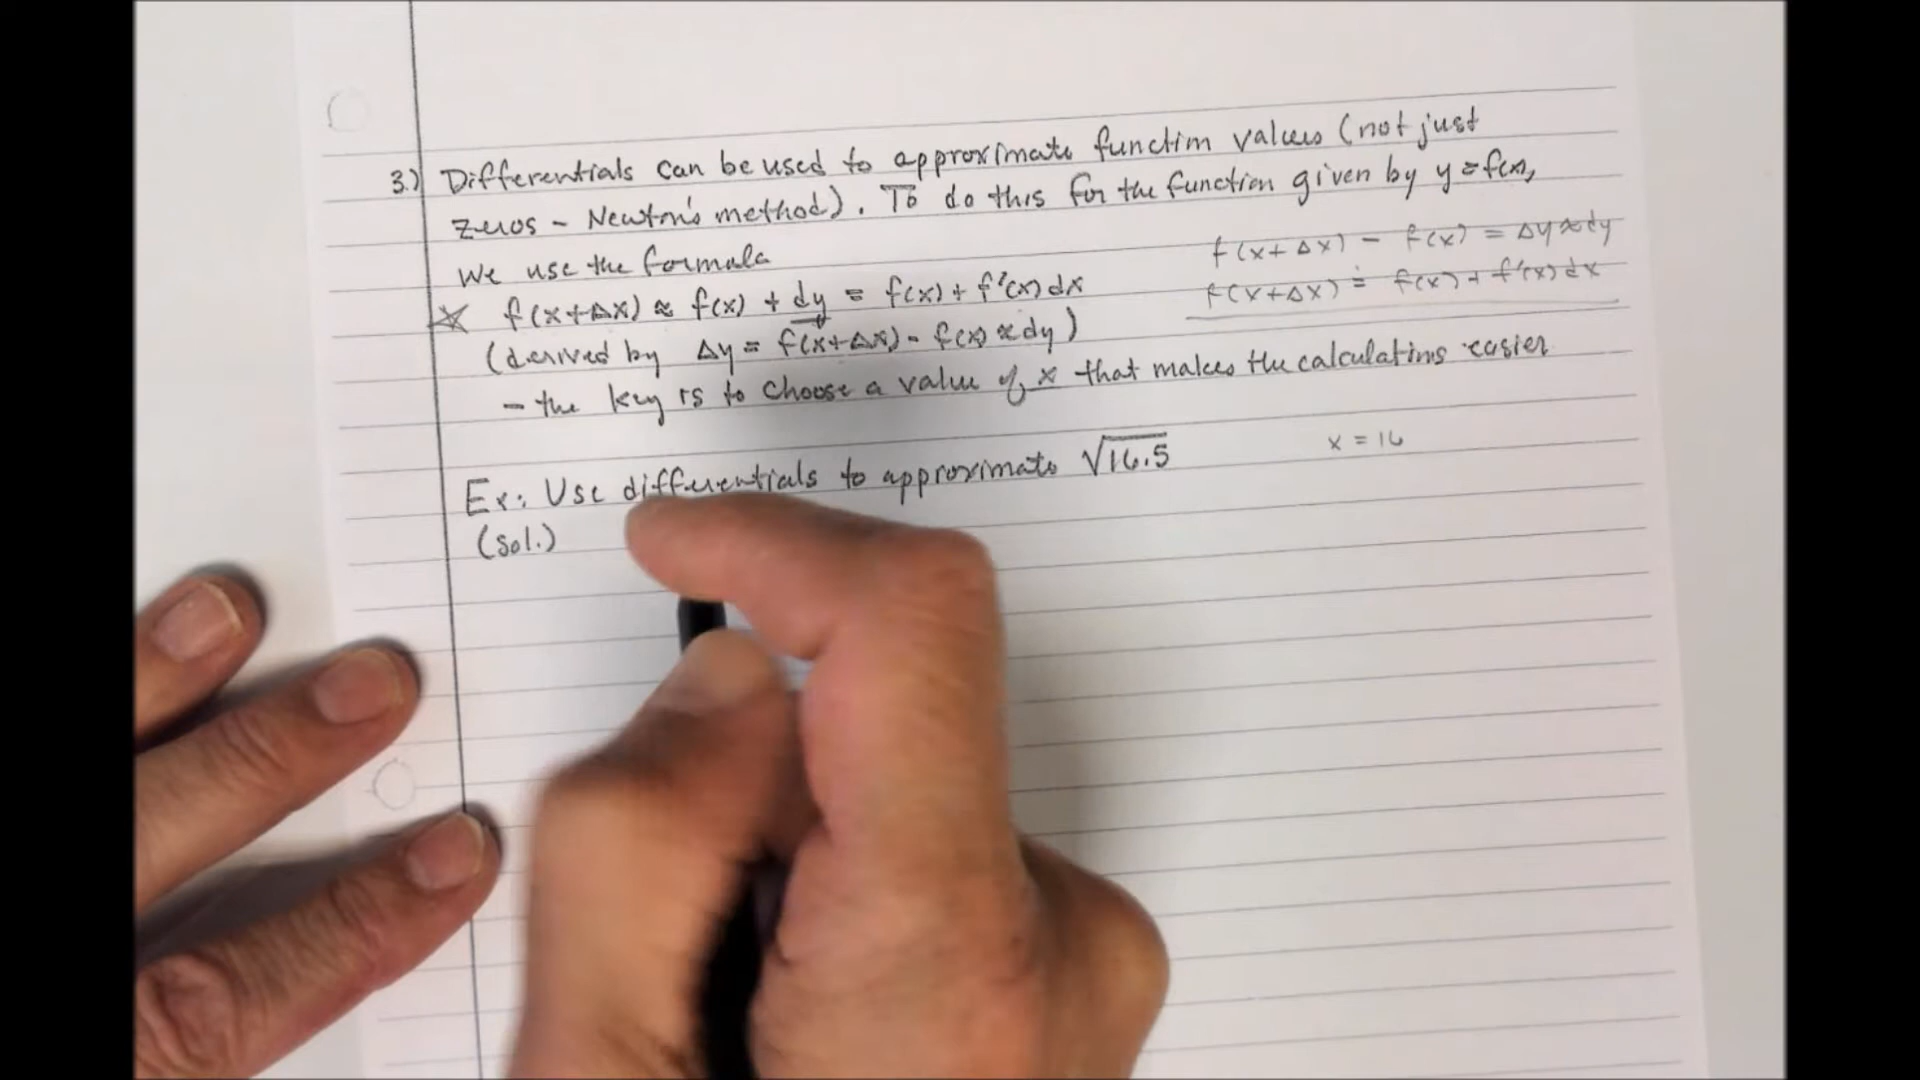 3.) Differentials can be used to approximate function values (not just
zeros - Newton's method). To do this for the function given by y = f(x),
we use the formula
f(x+Δx) - f(x) = Δy ≈ dy
☆ f(x+Δx) ≈ f(x) + dy = f(x) + f'(x)dx
f(x+Δx) ≐ f(x) + f'(x)dx
(derived by Δy = f(x+Δx) - f(x) ≈ dy)
- the key is to choose a value of x that makes the calculations easier
Ex: Use differentials to approximate √16.5
x = 16
(Sol.)